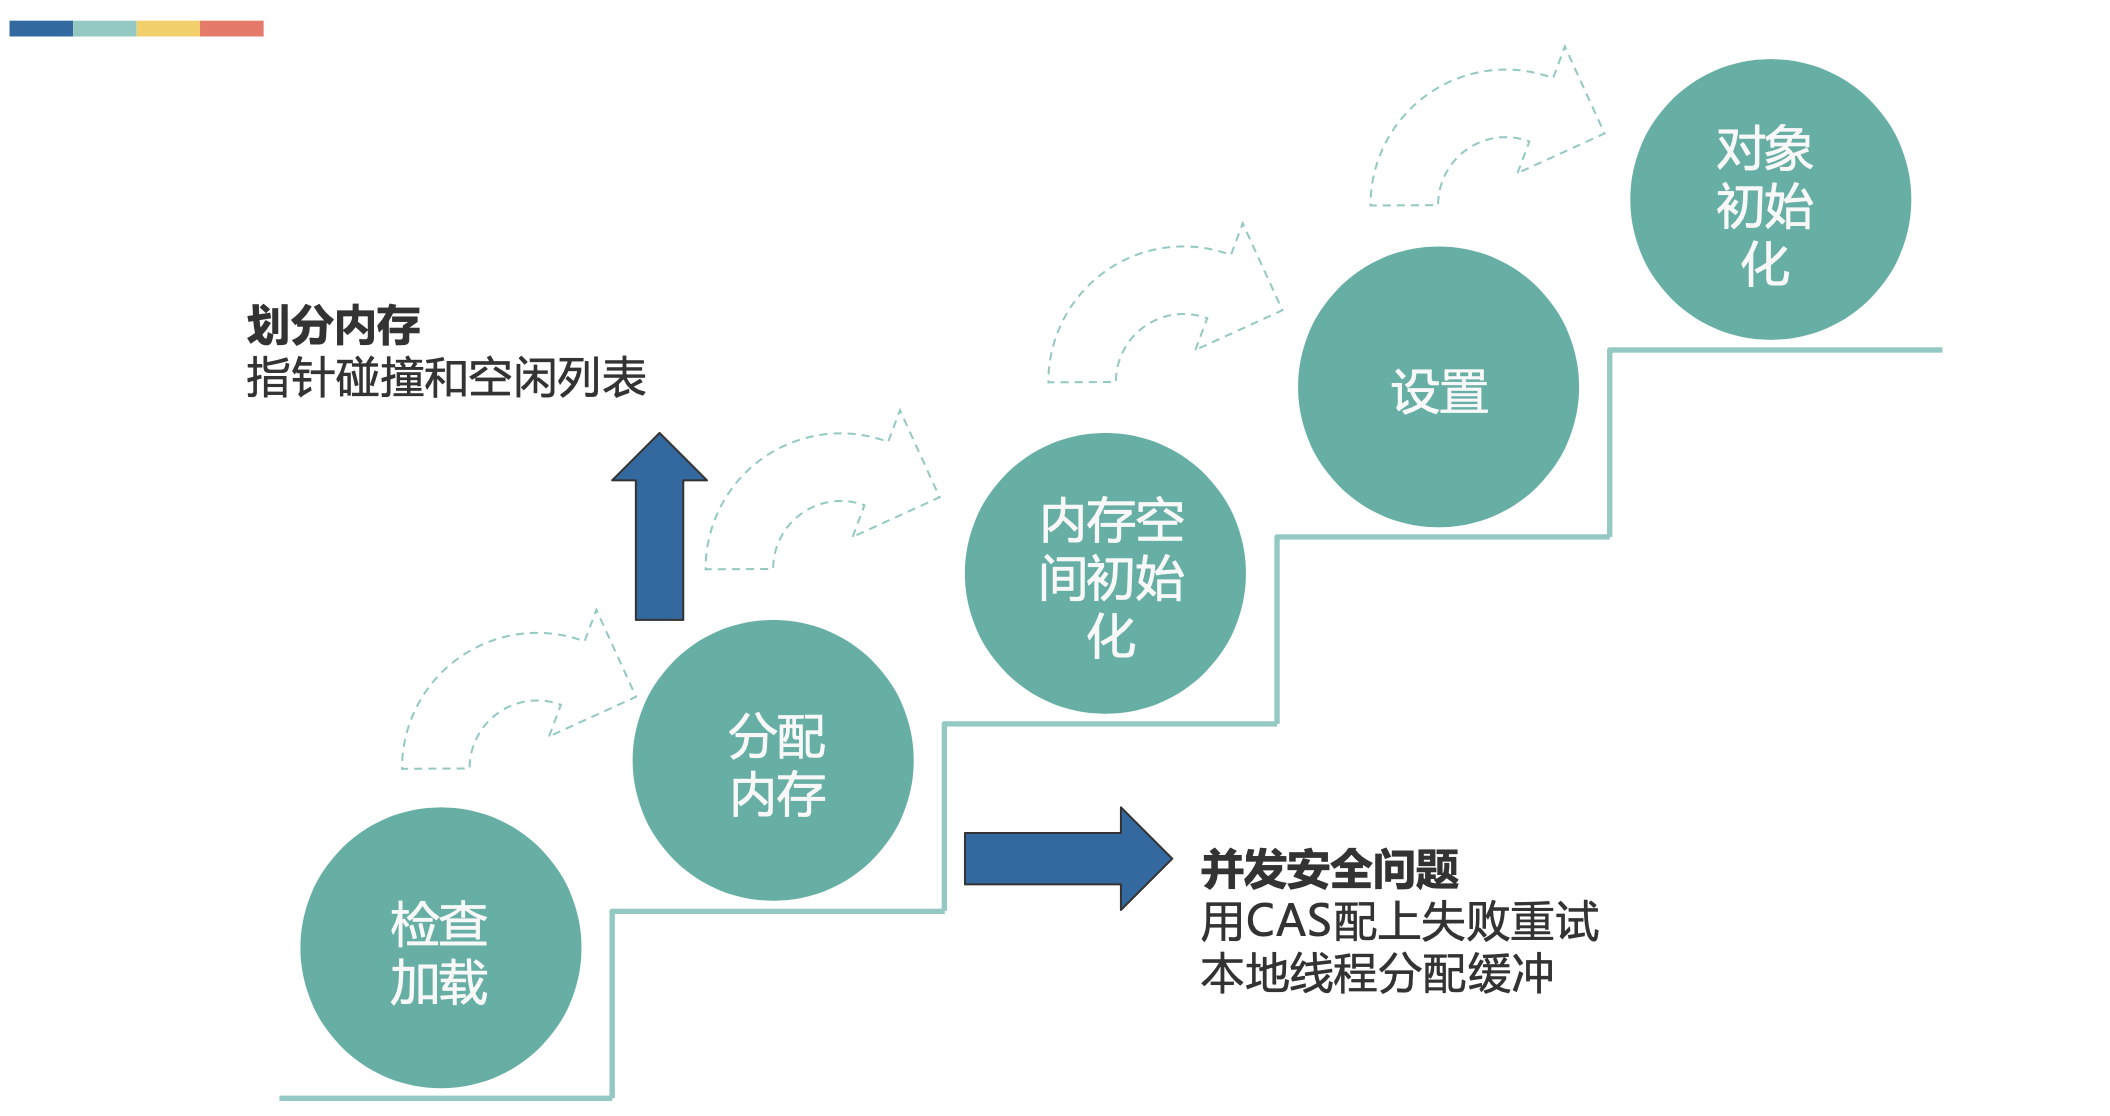 对象
初始
化
设置
划分内存
指针碰撞和空闲列表
内存空
间初始
化
分配
内存
并发安全问题
用CAS配上失败重试
本地线程分配缓冲
检查
加载